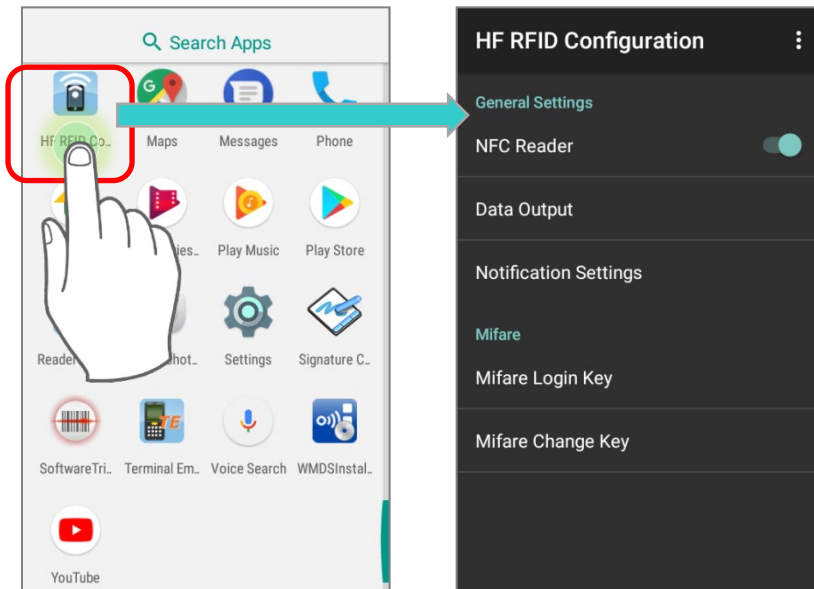 Search Apps
HF RFID Co..
Maps
Messages
Phone
ies..
Play Music
Play Store
Reader
hot..
Settings
Signature C..
SoftwareTri..
Terminal Em..
Voice Search
WMDSInstal..
YouTube
HF RFID Configuration
General Settings
NFC Reader
Data Output
Notification Settings
Mifare
Mifare Login Key
Mifare Change Key